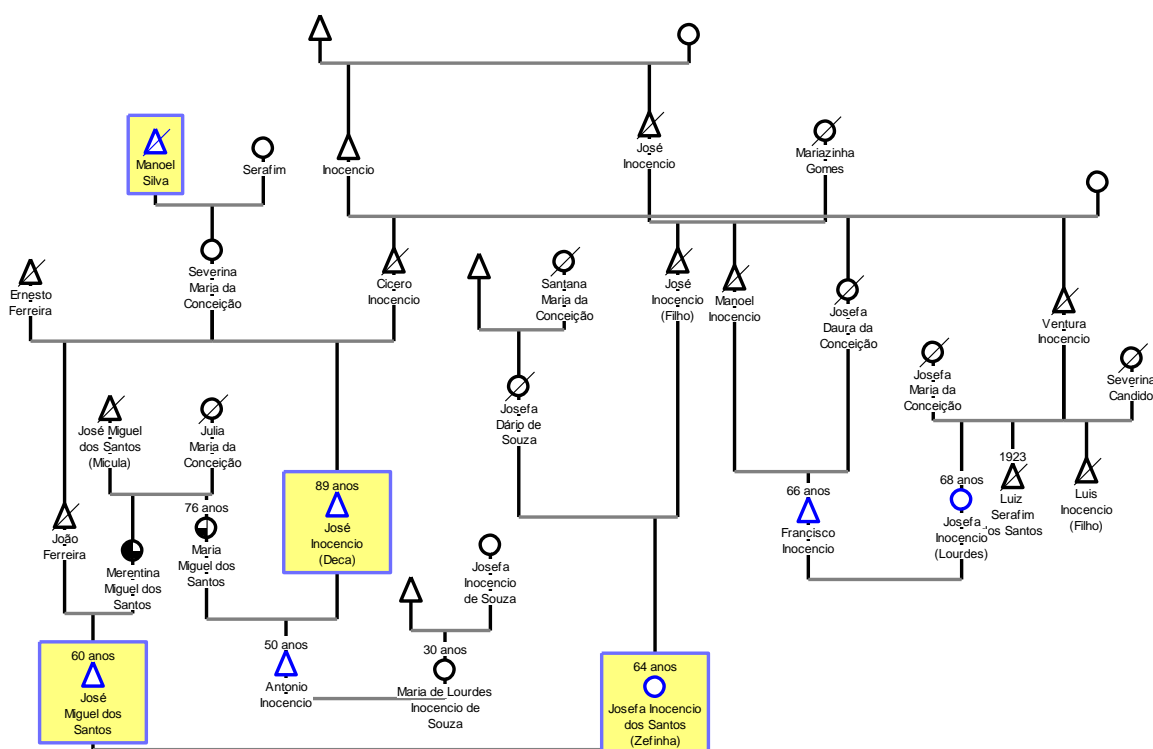 José
Inocencio
Mariazinha
Gomes
Manoel
Silva
Serafim
Inocencio
Severina
Maria da
Conceição
Cicero
Inocencio
Santana
Maria da
Conceição
José
Inocencio
(Filho)
Manoel
Inocencio
Josefa
Daura da
Conceição
Ernesto
Ferreira
Ventura
Inocencio
Josefa
Maria da
Conceição
Severina
Candido
José Miguel
dos Santos
(Micula)
Julia
Maria da
Conceição
Josefa
Dário de
Souza
89 anos
José
Inocencio
(Deca)
76 anos
Maria
Miguel dos
Santos
João
Ferreira
Merentina
Miguel dos
Santos
66 anos
Francisco
Inocencio
68 anos
Josefa
Inocencio
(Lourdes)
1923
Luiz
Serafim
dos Santos
Luis
Inocencio
(Filho)
Josefa
Inocencio
de Souza
60 anos
José
Miguel dos
Santos
50 anos
Antonio
Inocencio
30 anos
Maria de Lourdes
Inocencio de
Souza
64 anos
Josefa Inocencio
dos Santos
(Zefinha)